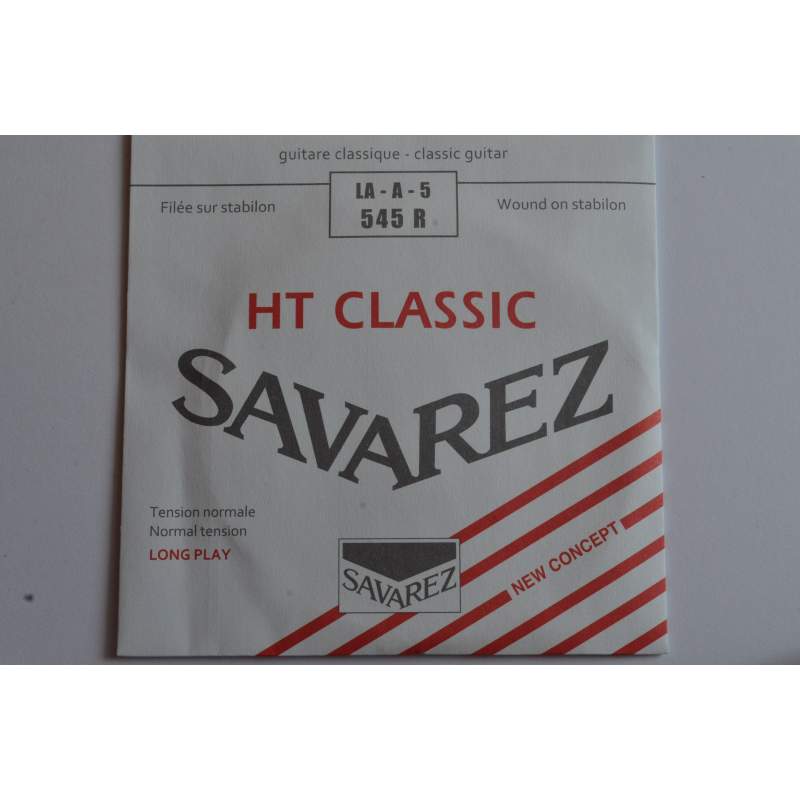 guitare classique - classic guitar
LA - A - 5
545 R
Filée sur stabilon
Wound on stabilon
HT CLASSIC
SAVAREZ
Tension normale
Normal tension
LONG PLAY
SAVAREZ
NEW CONCEPT